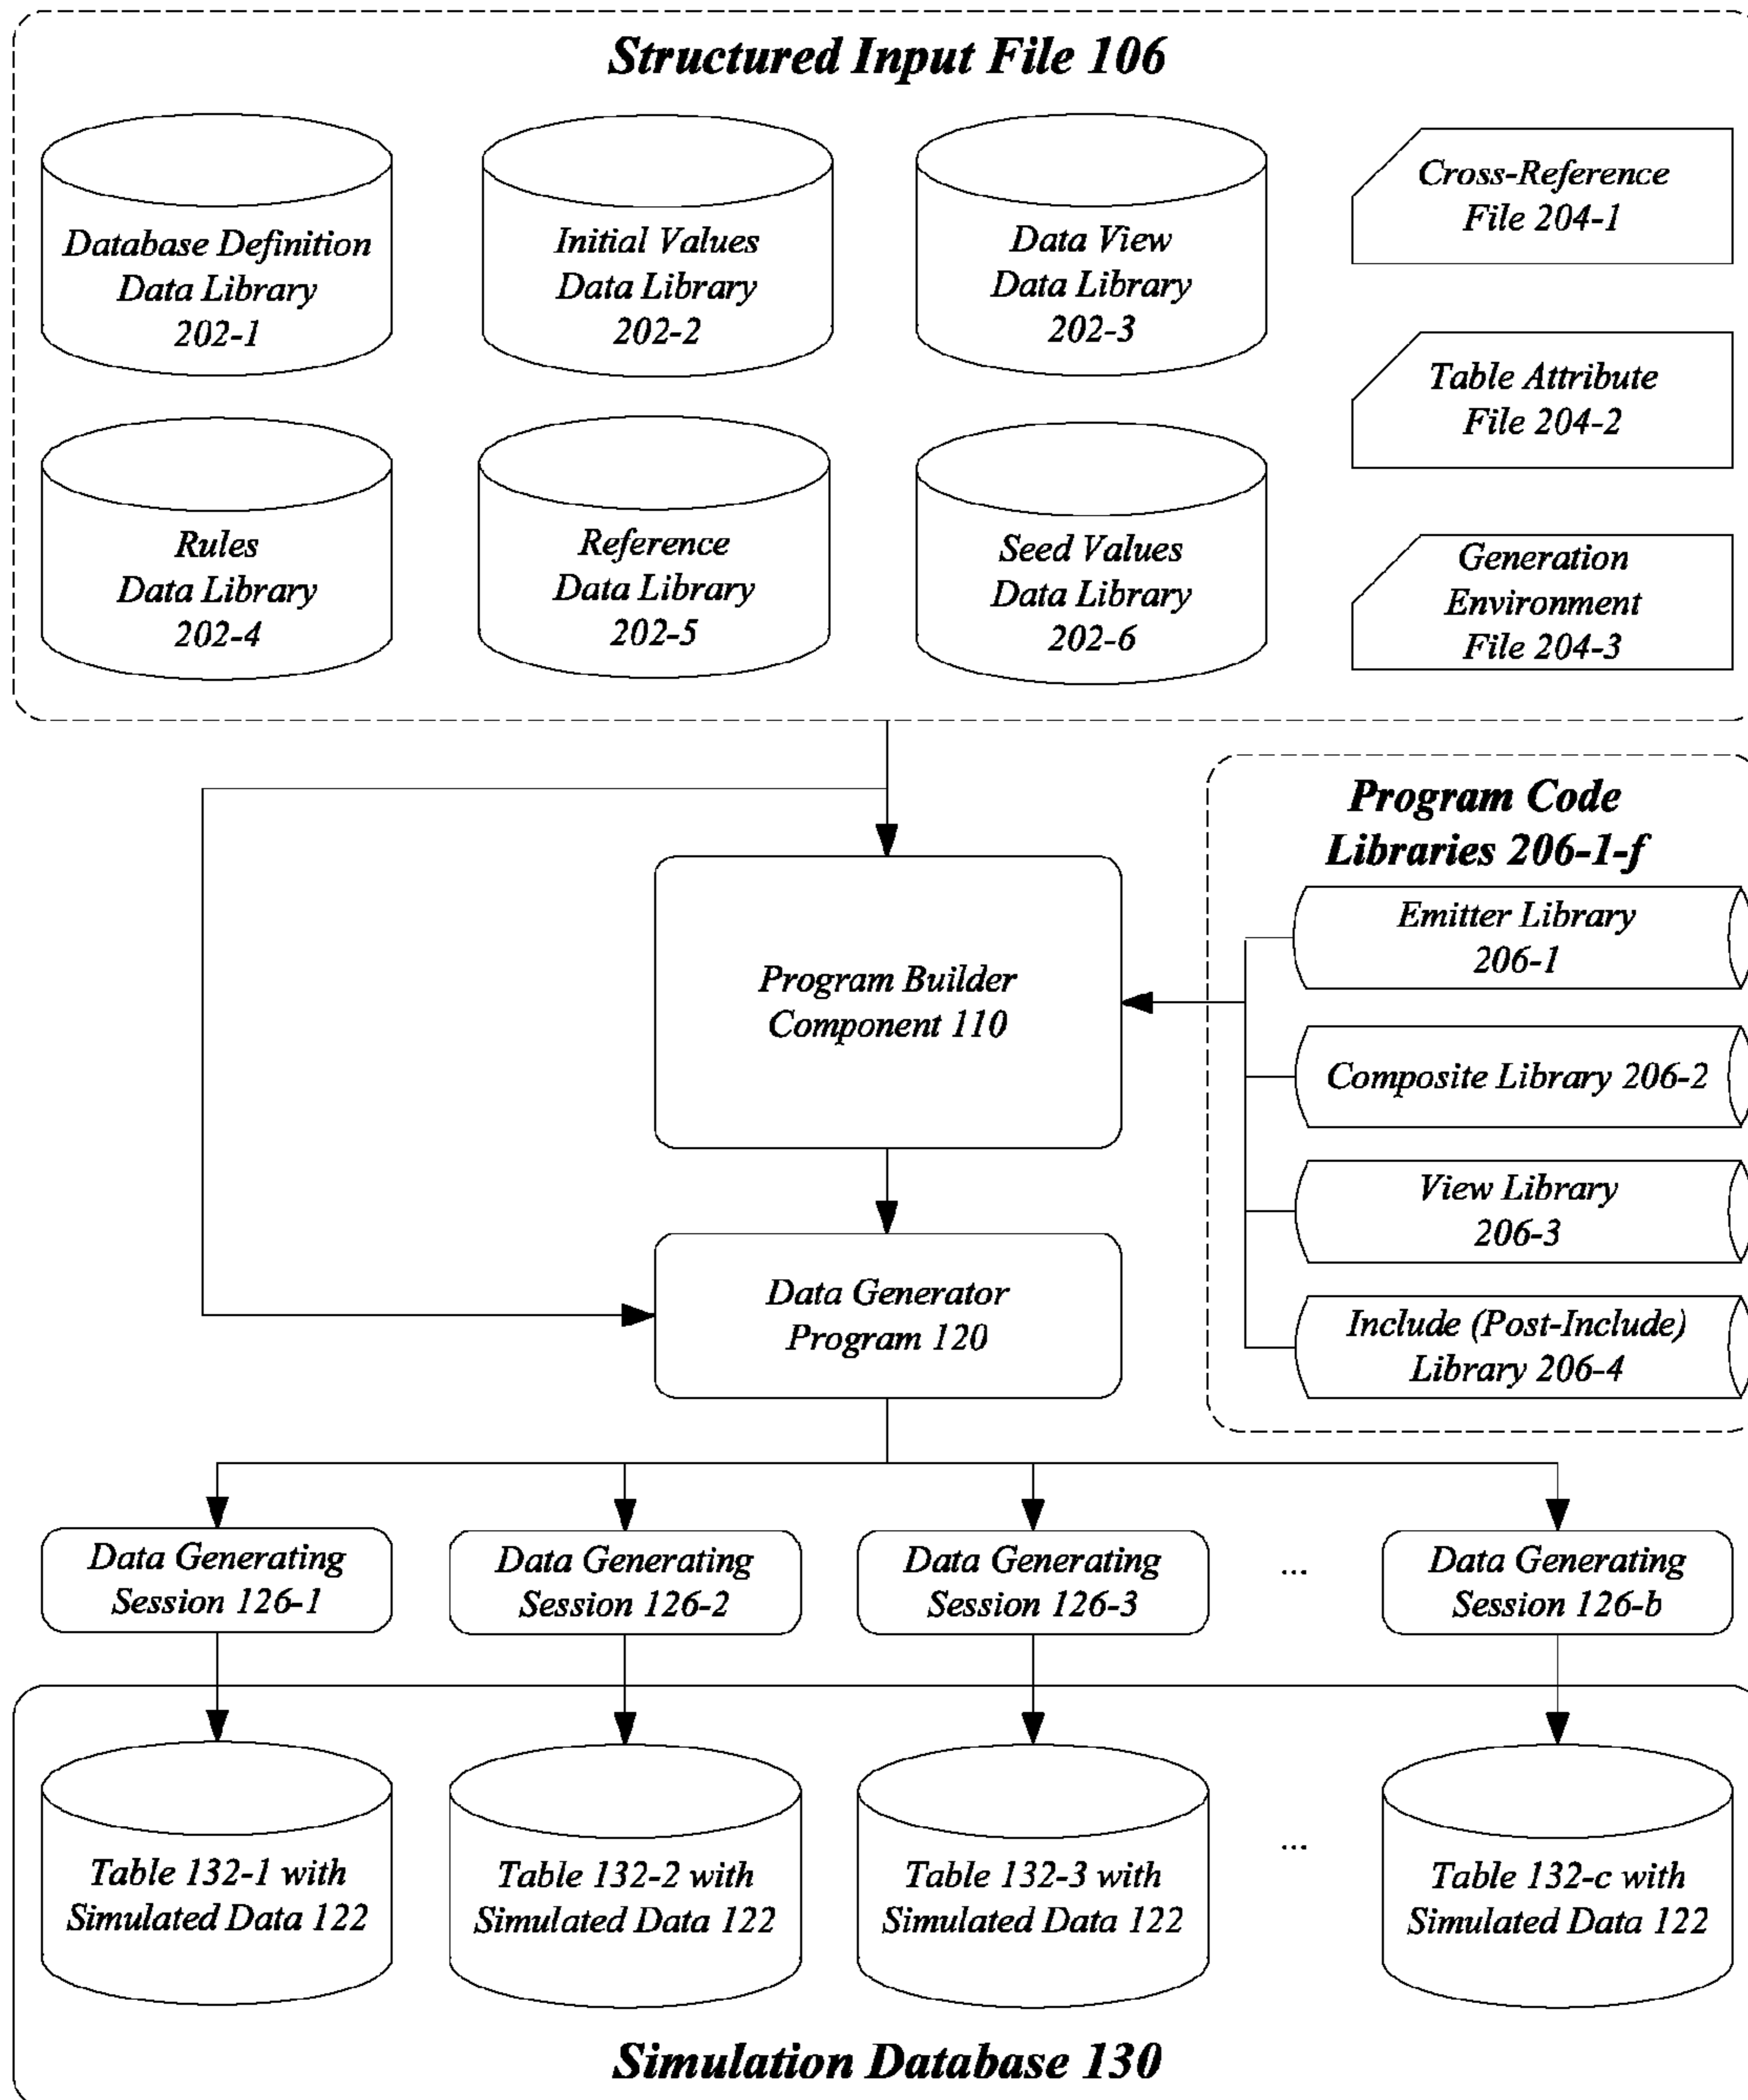 Structured Input File 106
Database Definition
Data Library
202-1
Initial Values
Data Library
202-2
Data View
Data Library
202-3
Cross-Reference
File 204-1
Table Attribute
File 204-2
Rules
Data Library
202-4
Reference
Data Library
202-5
Seed Values
Data Library
202-6
Generation
Environment
File 204-3
Program Code
Libraries 206-1-f
Emitter Library
206-1
Program Builder
Component 110
Composite Library 206-2
View Library
206-3
Data Generator
Program 120
Include (Post-Include)
Library 206-4
Data Generating
Session 126-1
Data Generating
Session 126-2
Data Generating
Session 126-3
...
Data Generating
Session 126-b
Table 132-1 with
Simulated Data 122
Table 132-2 with
Simulated Data 122
Table 132-3 with
Simulated Data 122
...
Table 132-c with
Simulated Data 122
Simulation Database 130